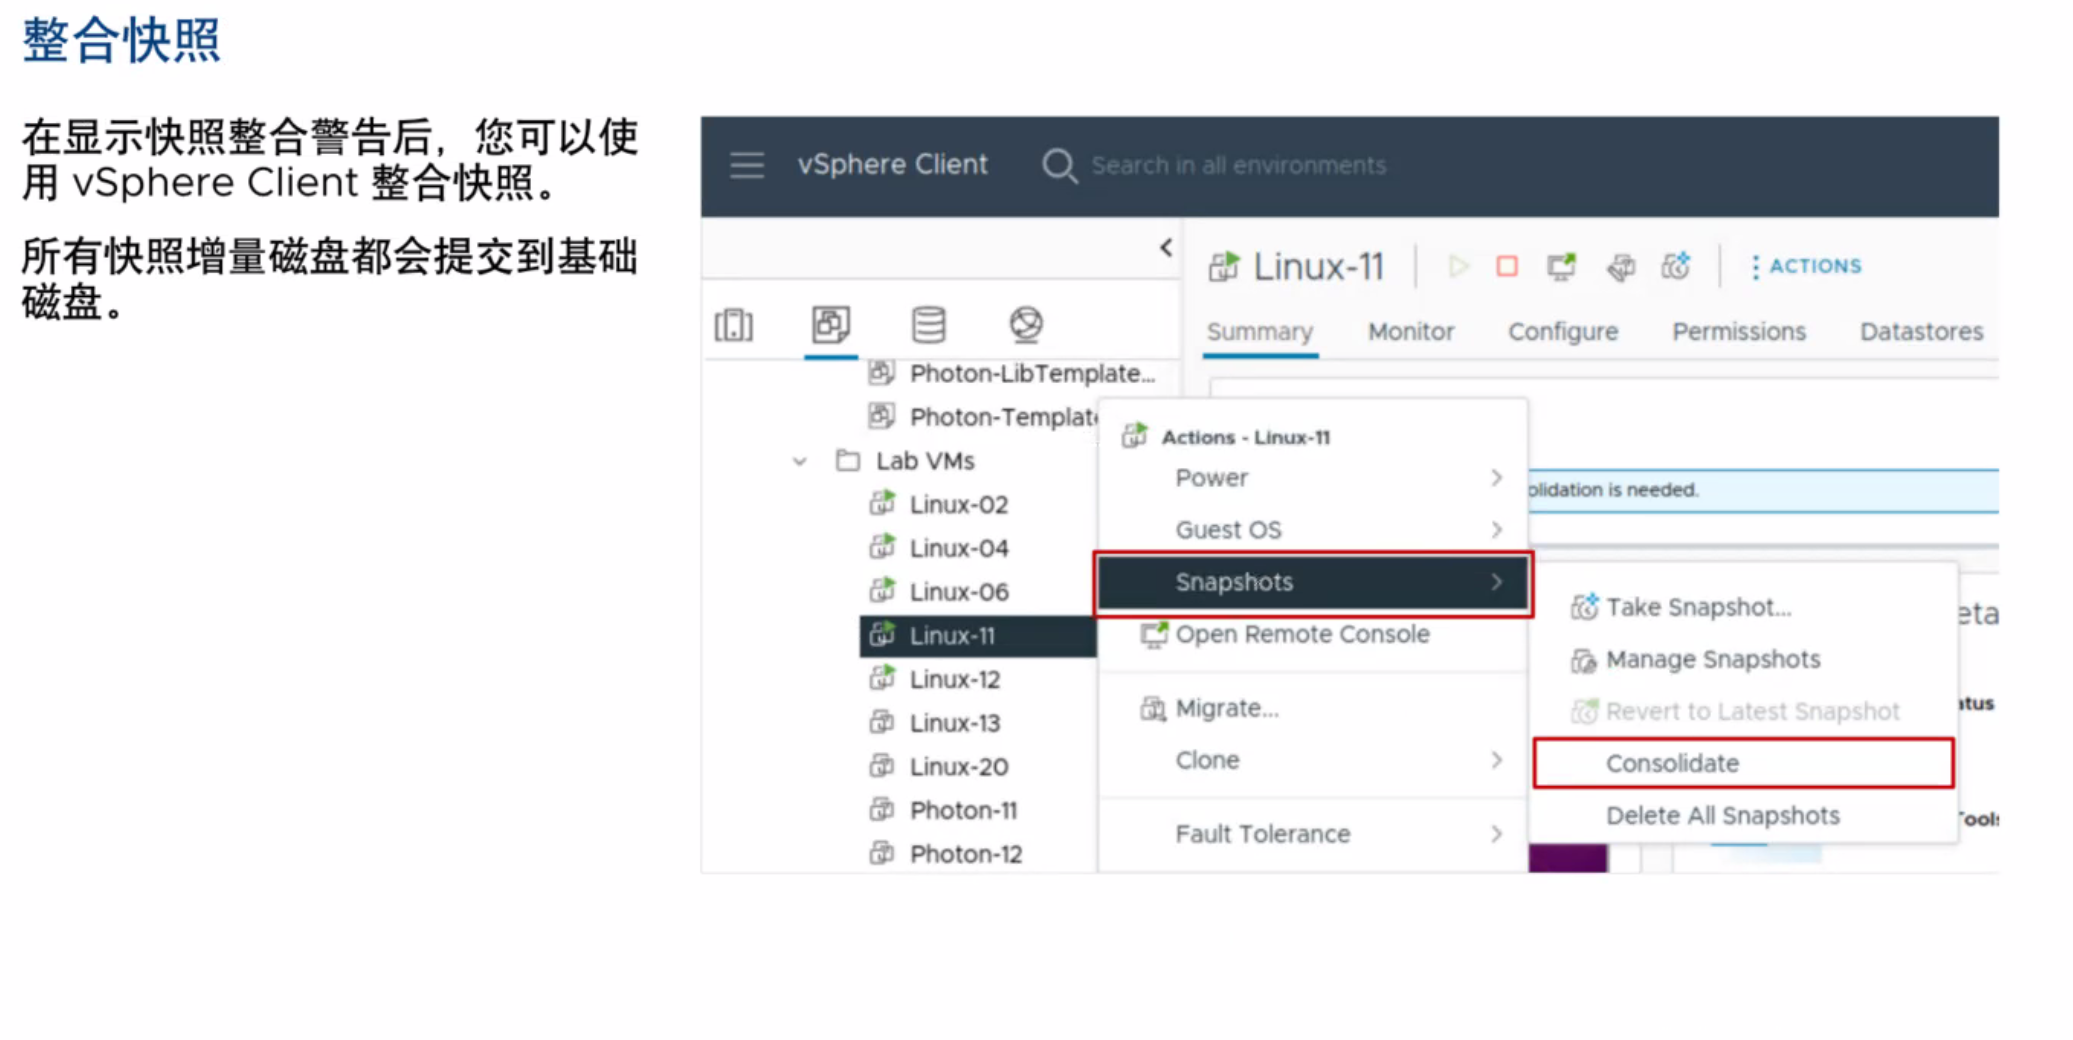 整合快照
在显示快照整合警告后，您可以使
用 vSphere Client 整合快照。
所有快照增量磁盘都会提交到基础
磁盘。
vSphere Client
Search in all environments
Linux-11
ACTIONS
Summary
Monitor
Configure
Permissions
Datastores
Photon-LibTemplate...
Photon-Template
Lab VMs
Linux-02
Linux-04
Linux-06
Linux-11
Linux-12
Linux-13
Linux-20
Photon-11
Photon-12
Actions - Linux-11
Power
Guest OS
Snapshots
Open Remote Console
Migrate...
Clone
Fault Tolerance
olidation is needed.
Take Snapshot...
Manage Snapshots
Revert to Latest Snapshot
Consolidate
Delete All Snapshots
eta
atus
Tools